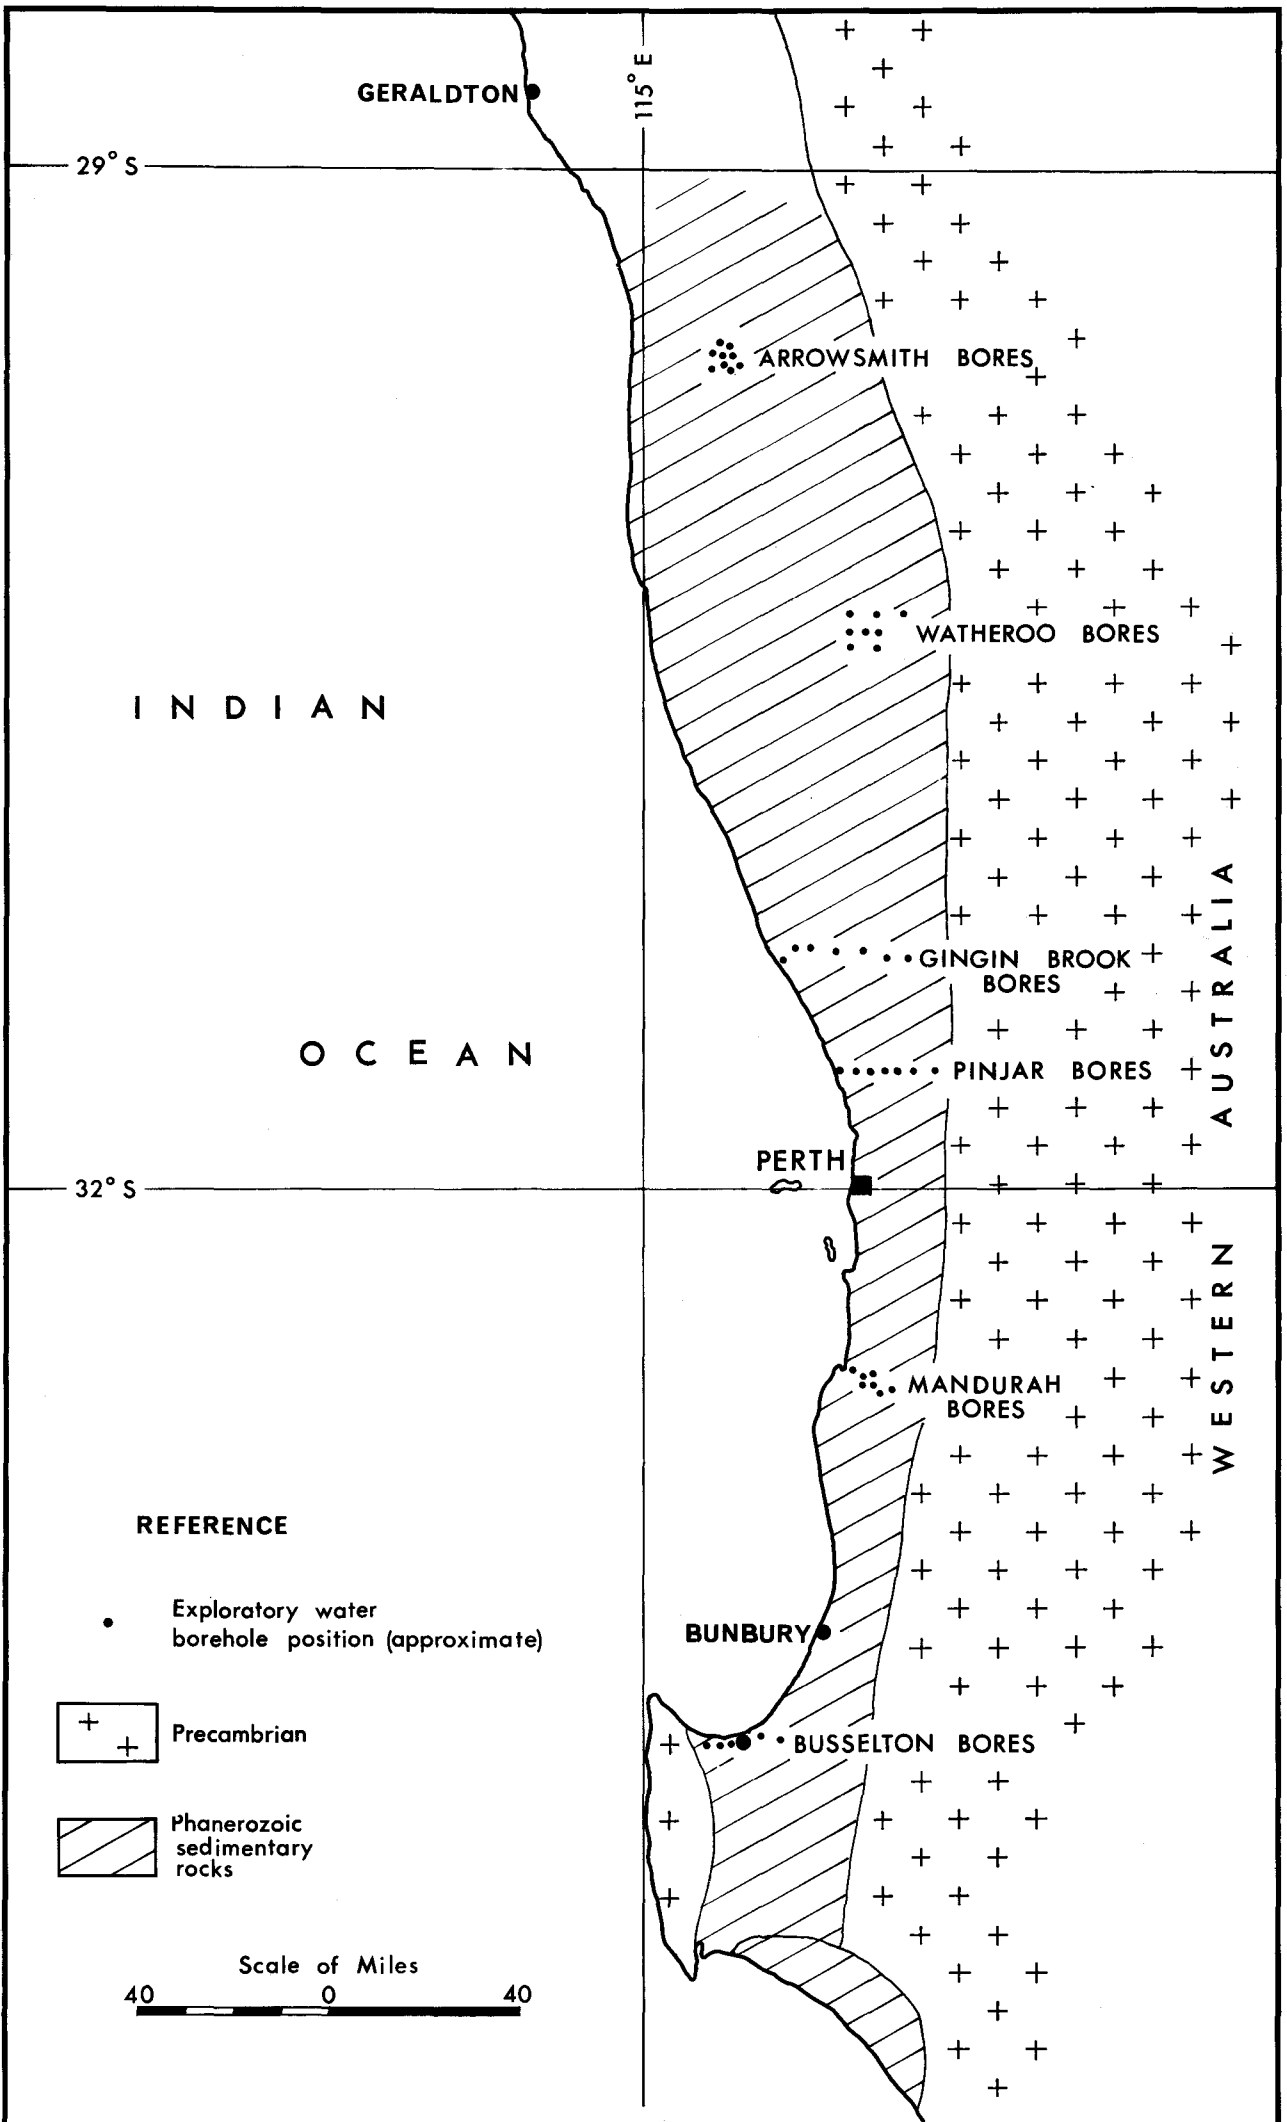 GERALDTON
115° E
29° S
ARROWSMITH BORES
WATHEROO BORES
INDIAN
GINGIN BROOK
BORES
OCEAN
PINJAR BORES
PERTH
32° S
WESTERN AUSTRALIA
MANDURAH
BORES
REFERENCE
Exploratory water
borehole position (approximate)
BUNBURY
Precambrian
BUSSELTON BORES
Phanerozoic
sedimentary
rocks
Scale of Miles
40 0 40